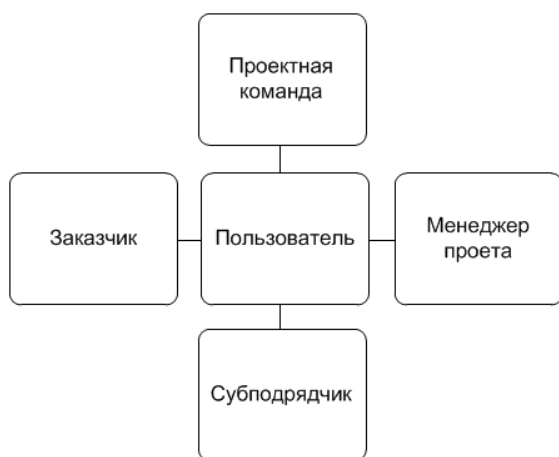 Проектная
команда
Заказчик
Пользователь
Менеджер
проета
Субподрядчик